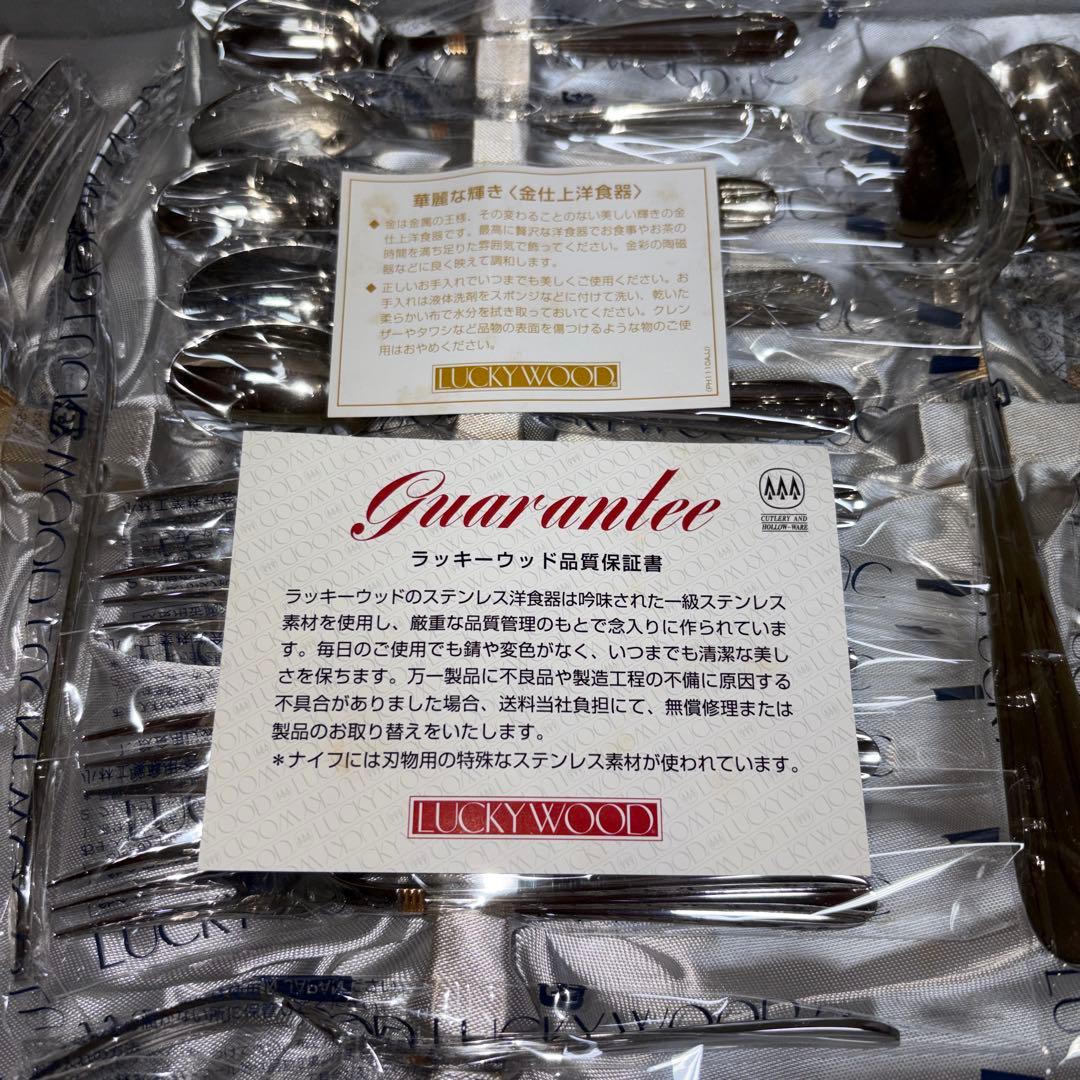 華麗な輝き〈金仕上洋食器〉
◆ 金は金属の王様、その変わることのない美しい輝きの金
仕上洋食器です。最高に贅沢な洋食器でお食事やお茶の
時間を満ち足りた雰囲気で飾ってください。金彩の陶磁
器などに良く映えて調和します。
◆ 正しいお手入れでいつまでも美しくご使用ください。お
手入れは液体洗剤をスポンジなどに付けて洗い、乾いた
柔らかい布で水分を拭き取っておいてください。クレン
ザーやタワシなど品物の表面を傷つけるような物のご使
用はおやめください。
LUCKYWOOD®
(PH1110AJJ)
Guarantee
CUTLERY AND
HOLLOW-WARE
ラッキーウッド品質保証書
ラッキーウッドのステンレス洋食器は吟味された一級ステンレス
素材を使用し、厳重な品質管理のもとで念入りに作られていま
す。毎日のご使用でも錆や変色がなく、いつまでも清潔な美し
さを保ちます。万一製品に不良品や製造工程の不備に原因する
不具合がありました場合、送料当社負担にて、無償修理または
製品のお取り替えをいたします。
＊ナイフには刃物用の特殊なステンレス素材が使われています。
LUCKYWOOD®
LUCKY
LUCKYWOOD